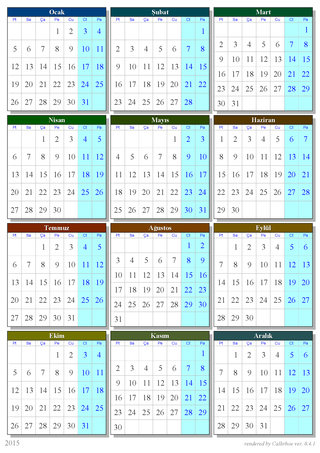 Ocak
Pt Sa Ça Pe Cu Ct Pa
1 2 3 4
5 6 7 8 9 10 11
12 13 14 15 16 17 18
19 20 21 22 23 24 25
26 27 28 29 30 31
Şubat
Pt Sa Ça Pe Cu Ct Pa
1
2 3 4 5 6 7 8
9 10 11 12 13 14 15
16 17 18 19 20 21 22
23 24 25 26 27 28
Mart
Pt Sa Ça Pe Cu Ct Pa
1
2 3 4 5 6 7 8
9 10 11 12 13 14 15
16 17 18 19 20 21 22
23 24 25 26 27 28 29
30 31
Nisan
Pt Sa Ça Pe Cu Ct Pa
1 2 3 4 5
6 7 8 9 10 11 12
13 14 15 16 17 18 19
20 21 22 23 24 25 26
27 28 29 30
Mayıs
Pt Sa Ça Pe Cu Ct Pa
1 2 3
4 5 6 7 8 9 10
11 12 13 14 15 16 17
18 19 20 21 22 23 24
25 26 27 28 29 30 31
Haziran
Pt Sa Ça Pe Cu Ct Pa
1 2 3 4 5 6 7
8 9 10 11 12 13 14
15 16 17 18 19 20 21
22 23 24 25 26 27 28
29 30
Temmuz
Pt Sa Ça Pe Cu Ct Pa
1 2 3 4 5
6 7 8 9 10 11 12
13 14 15 16 17 18 19
20 21 22 23 24 25 26
27 28 29 30 31
Ağustos
Pt Sa Ça Pe Cu Ct Pa
1 2
3 4 5 6 7 8 9
10 11 12 13 14 15 16
17 18 19 20 21 22 23
24 25 26 27 28 29 30
31
Eylül
Pt Sa Ça Pe Cu Ct Pa
1 2 3 4 5 6
7 8 9 10 11 12 13
14 15 16 17 18 19 20
21 22 23 24 25 26 27
28 29 30
Ekim
Pt Sa Ça Pe Cu Ct Pa
1 2 3 4
5 6 7 8 9 10 11
12 13 14 15 16 17 18
19 20 21 22 23 24 25
26 27 28 29 30 31
Kasım
Pt Sa Ça Pe Cu Ct Pa
1
2 3 4 5 6 7 8
9 10 11 12 13 14 15
16 17 18 19 20 21 22
23 24 25 26 27 28 29
30
Aralık
Pt Sa Ça Pe Cu Ct Pa
1 2 3 4 5 6
7 8 9 10 11 12 13
14 15 16 17 18 19 20
21 22 23 24 25 26 27
28 29 30 31
2015
rendered by Callirhoe ver. 0.4.1